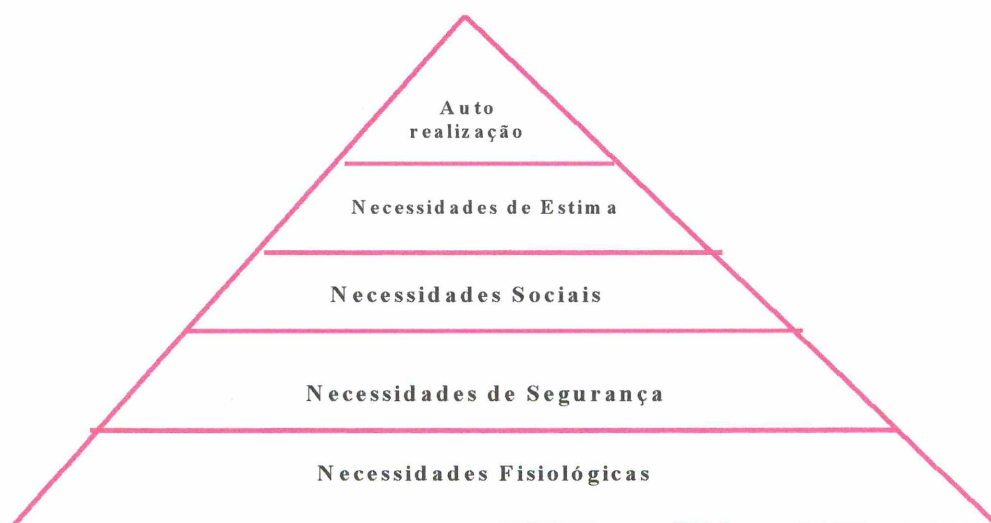 Auto
realização
Necessidades de Estima
Necessidades Sociais
Necessidades de Segurança
Necessidades Fisiológicas